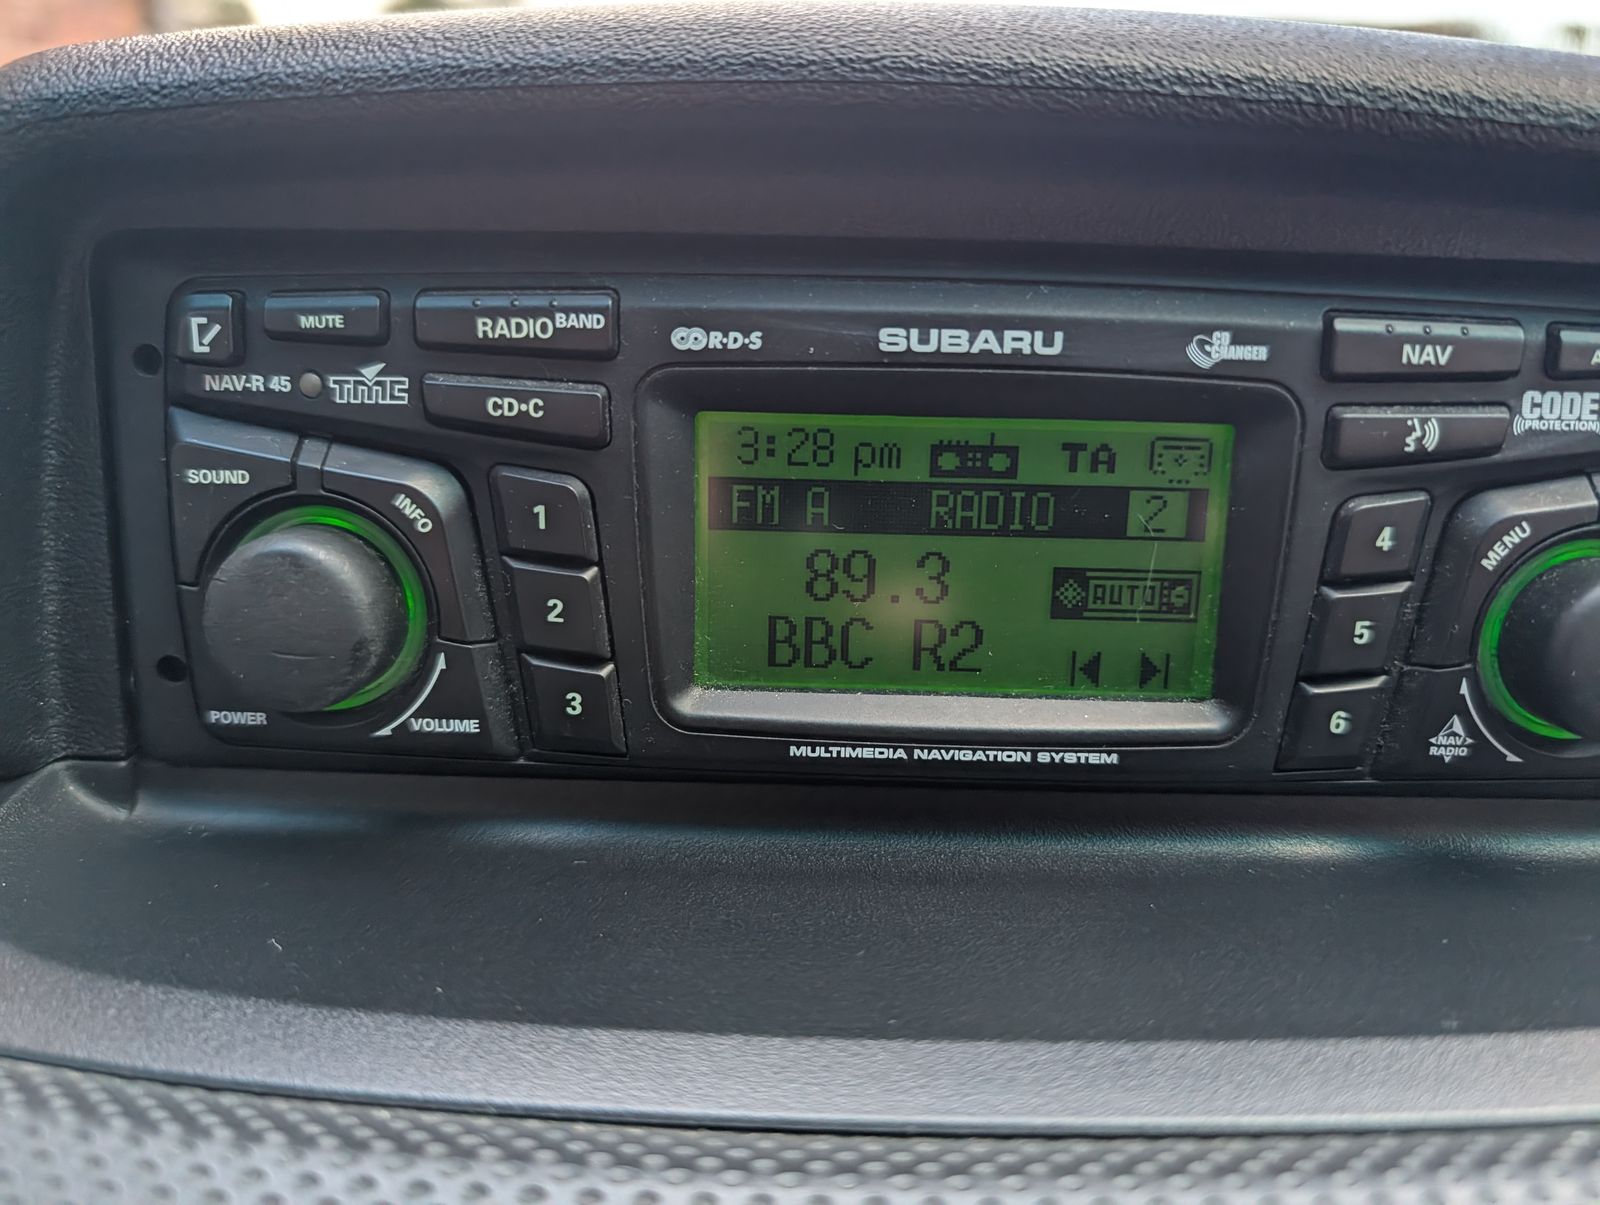 MUTE
RADIO BAND
R·D·S
SUBARU
CD CHANGER
NAV
NAV-R 45
TMC
CD•C
CODE
((PROTECTION))
SOUND
INFO
1
2
3
POWER
VOLUME
3:28 pm TA
FM A RADIO 2
89.3
AUTO
BBC R2
4
5
6
MENU
NAV
RADIO
MULTIMEDIA NAVIGATION SYSTEM